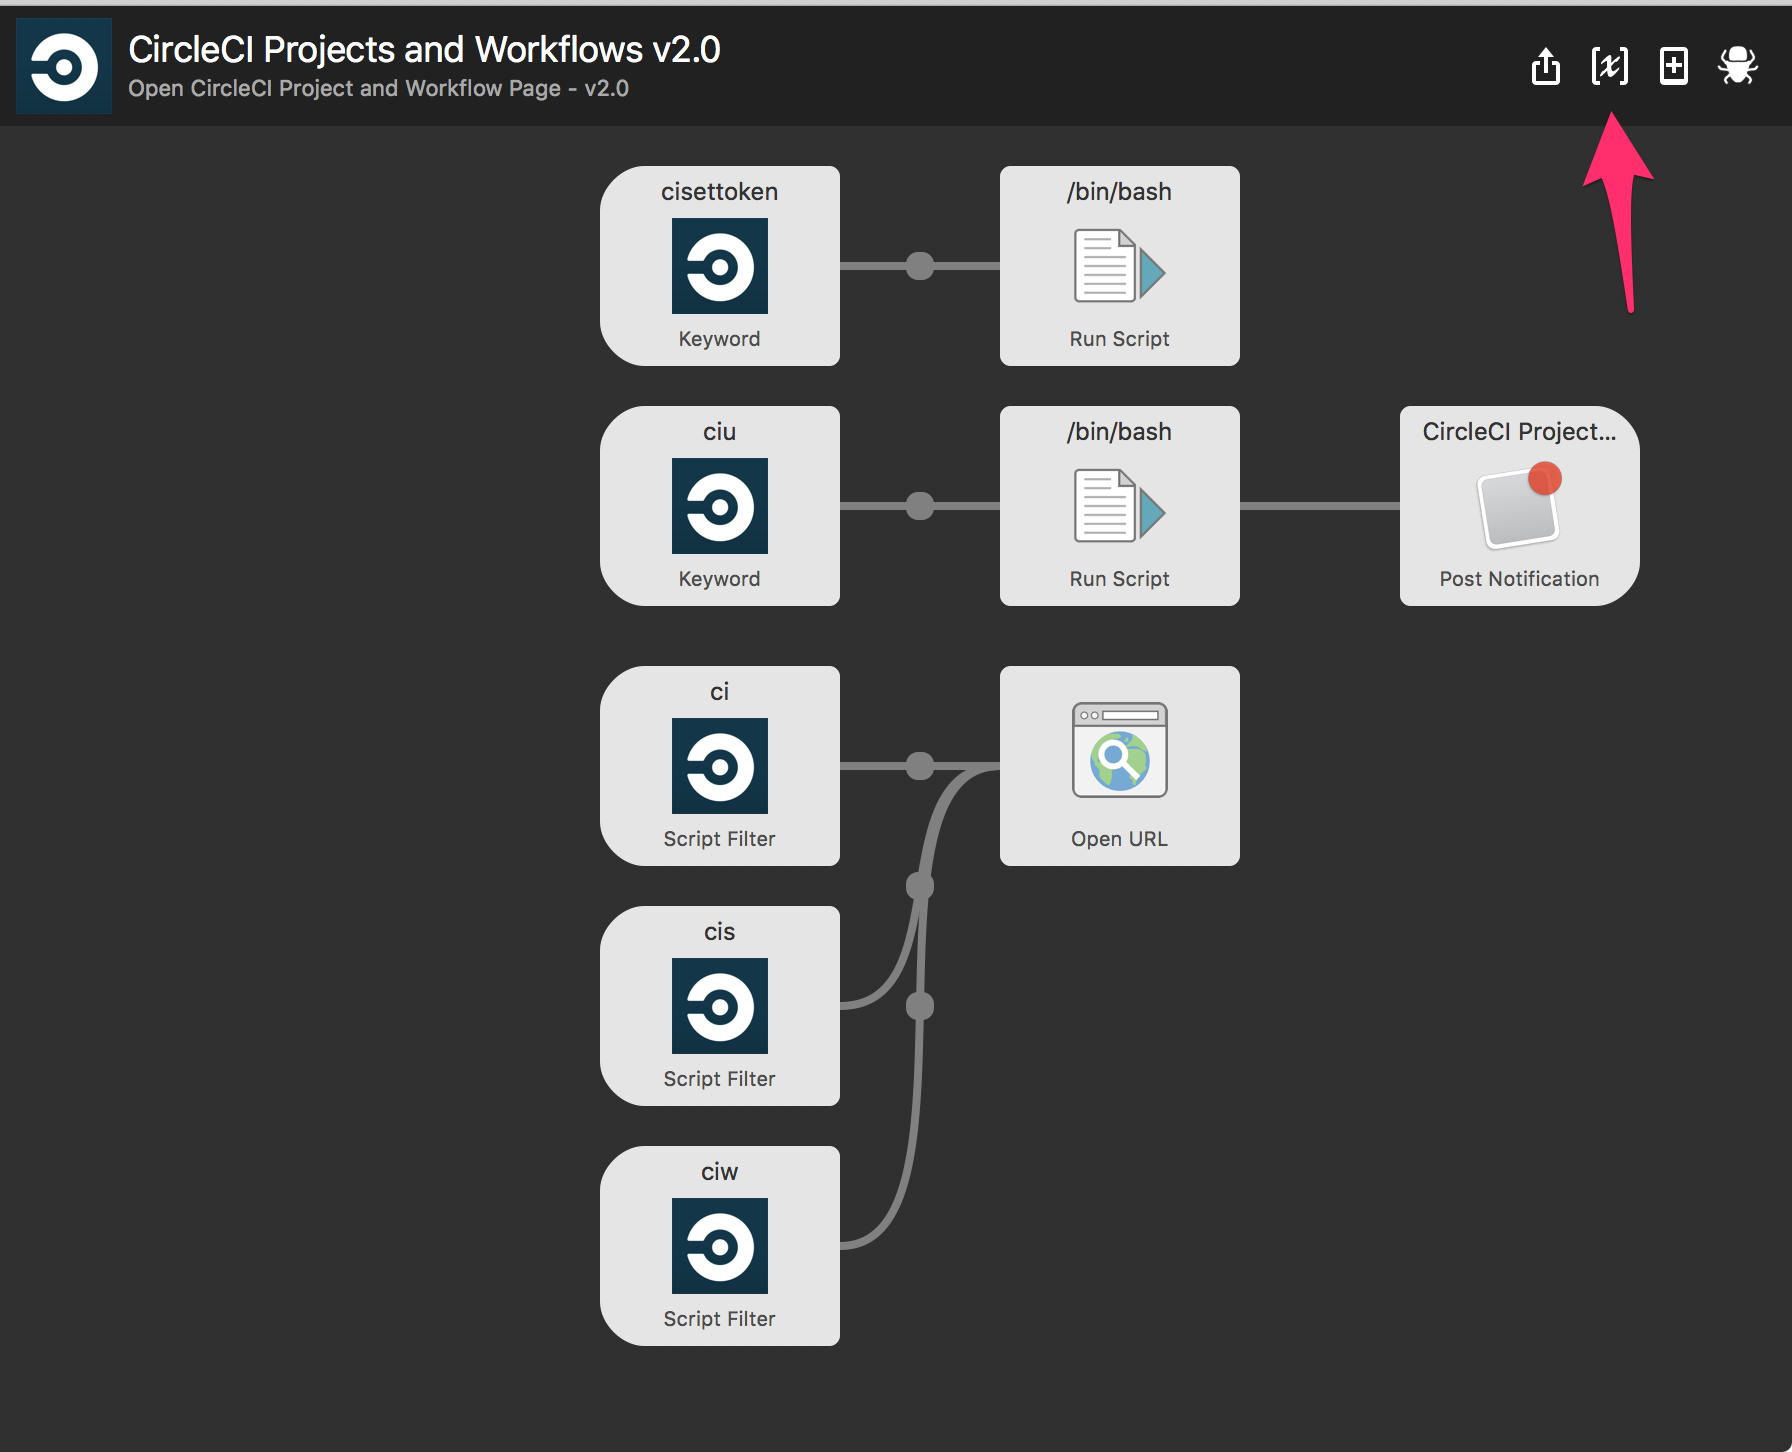 CircleCI Projects and Workflows v2.0
Open CircleCI Project and Workflow Page - v2.0
[x]
cisettoken
Keyword
/bin/bash
Run Script
ciu
Keyword
/bin/bash
Run Script
CircleCI Project...
Post Notification
ci
Script Filter
Open URL
cis
Script Filter
ciw
Script Filter